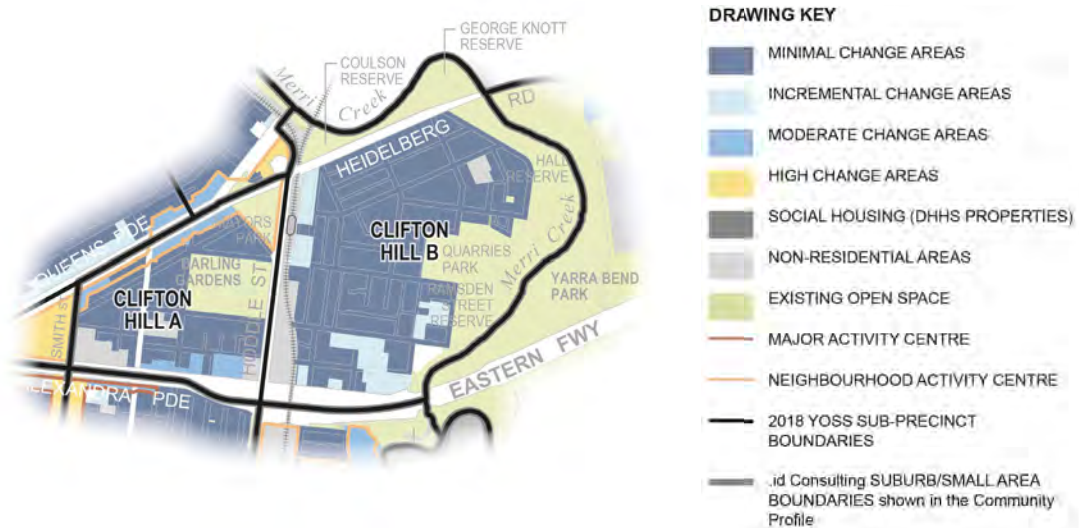 GEORGE KNOTT
RESERVE
COULSON
RESERVE
Merri Creek
RD
HEIDELBERG
HALL
RESERVE
QUEENS PDE
MAYORS
PARK
CLIFTON
HILL B
QUARRIES
PARK
Merri Creek
DARLING
GARDENS
HODDLE ST
RAMSDEN
STREET
RESERVE
YARRA BEND
PARK
CLIFTON
HILL A
SMITH ST
EASTERN FWY
ALEXANDRA PDE
DRAWING KEY
MINIMAL CHANGE AREAS
INCREMENTAL CHANGE AREAS
MODERATE CHANGE AREAS
HIGH CHANGE AREAS
SOCIAL HOUSING (DHHS PROPERTIES)
NON-RESIDENTIAL AREAS
EXISTING OPEN SPACE
MAJOR ACTIVITY CENTRE
NEIGHBOURHOOD ACTIVITY CENTRE
2018 YOSS SUB-PRECINCT
BOUNDARIES
.id Consulting SUBURB/SMALL AREA
BOUNDARIES shown in the Community
Profile